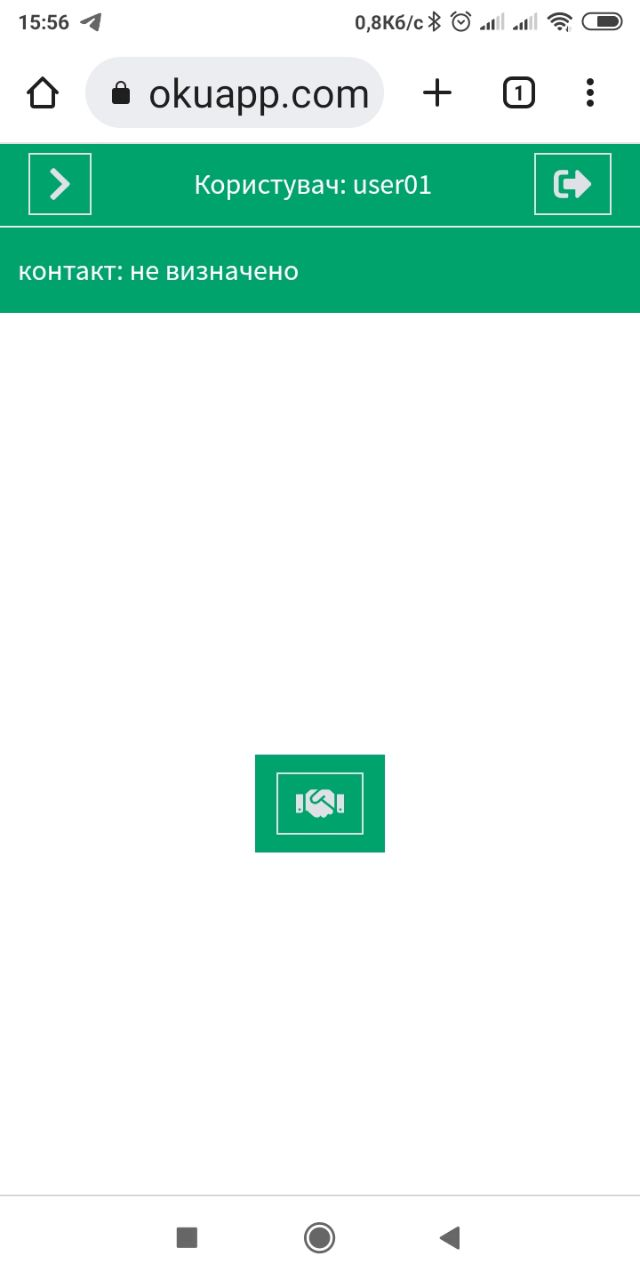 15:56
0,8Кб/с
okuapp.com
1
Користувач: user01
контакт: не визначено